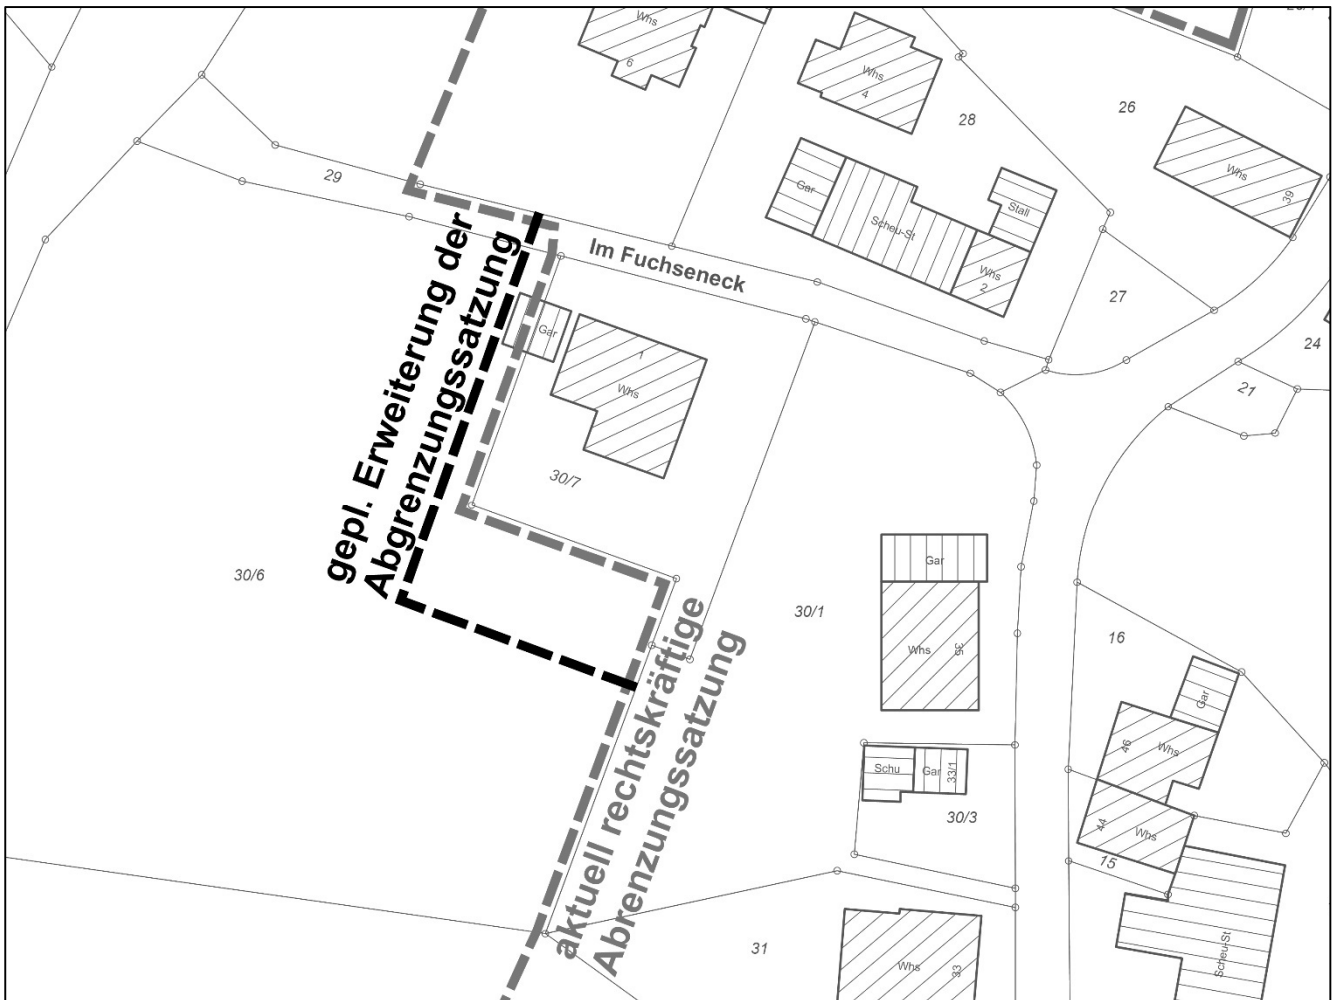 Whs
6
Whs
4
28
26
Whs
39
29
Gar
Scheu-St
Stall
Whs
2
27
24
21
Im Fuchseneck
gepl. Erweiterung der
Abgrenzungssatzung
Gar
1
Whs
30/7
30/6
30/1
Gar
Whs
35
16
Gar
46
Whs
44
Whs
15
Schu
Gar
33/1
30/3
aktuell rechtskräftige
Abrenzungssatzung
31
Whs
33
Scheu-St